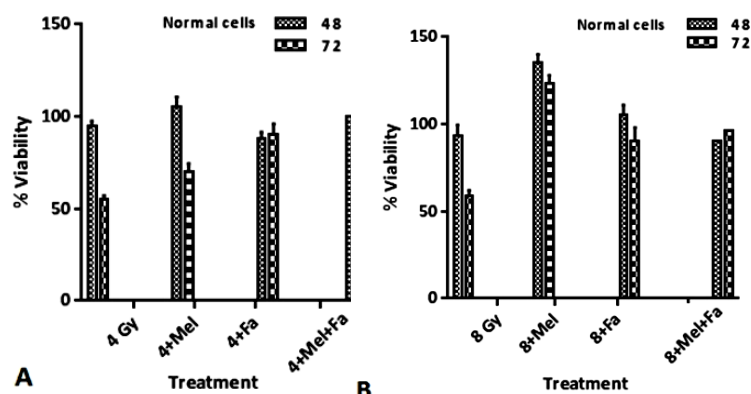 Normal cells 48
72
% Viability
150
100
50
0
4 Gy
4+Mel
4+Fa
4+Mel+Fa
Treatment
A
Normal cells 48
72
% Viability
150
100
50
0
8 Gy
8+Mel
8+Fa
8+Mel+Fa
Treatment
B